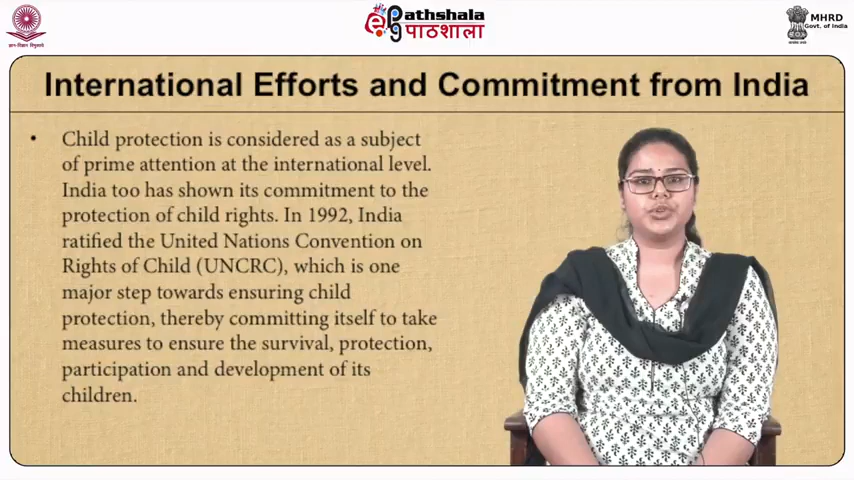 ePathshala
पाठशाला
MHRD
Govt. of India
International Efforts and Commitment from India
• Child protection is considered as a subject
of prime attention at the international level.
India too has shown its commitment to the
protection of child rights. In 1992, India
ratified the United Nations Convention on
Rights of Child (UNCRC), which is one
major step towards ensuring child
protection, thereby committing itself to take
measures to ensure the survival, protection,
participation and development of its
children.